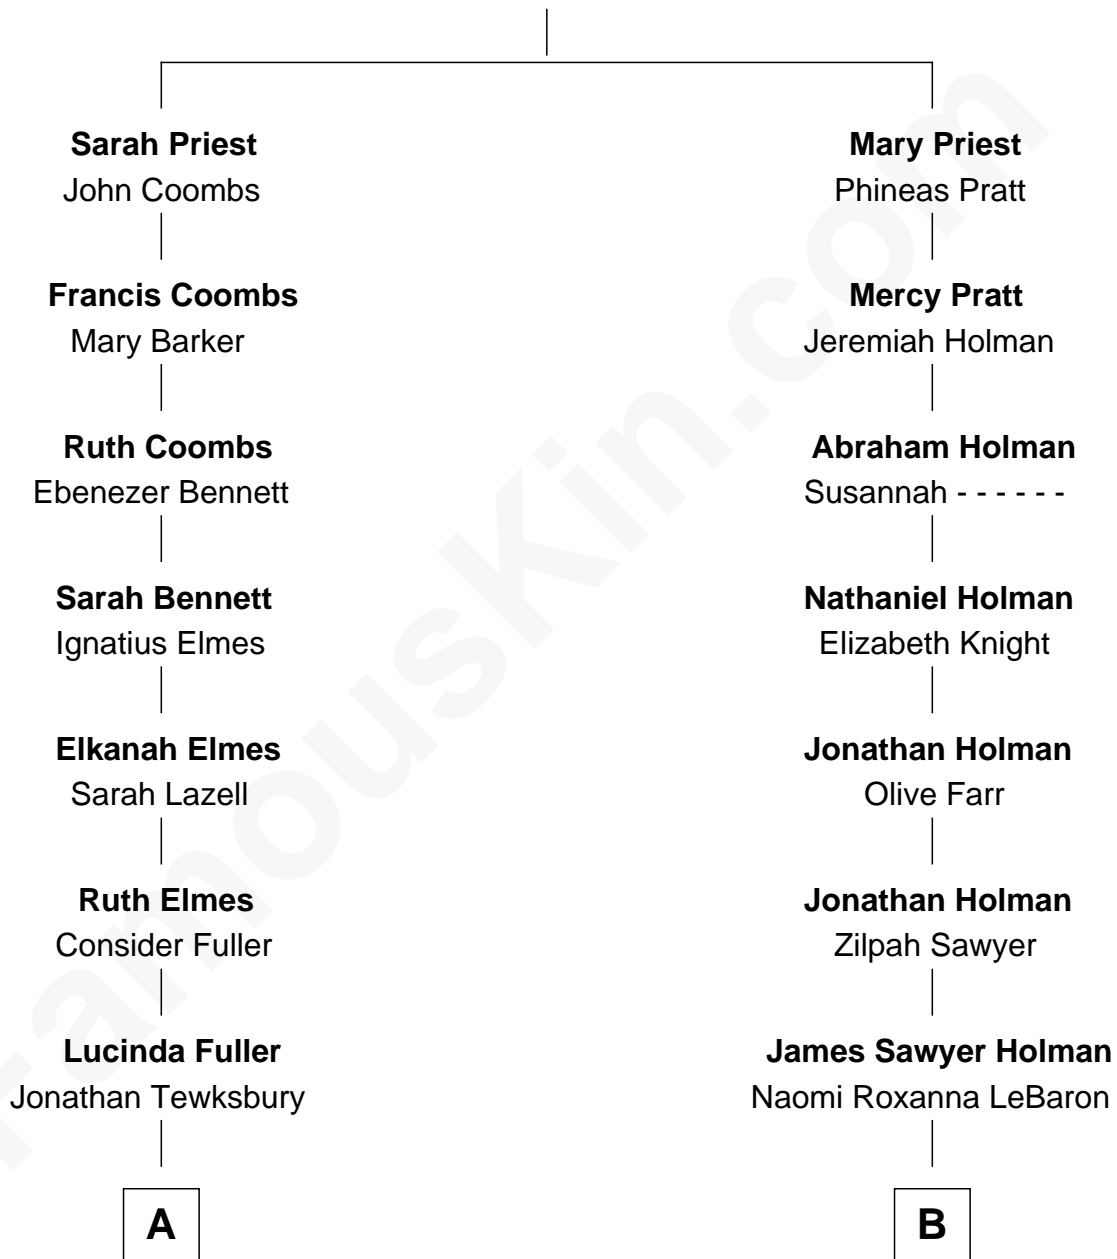 Sarah Priest
John Coombs
Francis Coombs
Mary Barker
Ruth Coombs
Ebenezer Bennett
Sarah Bennett
Ignatius Elmes
Elkanah Elmes
Sarah Lazell
Ruth Elmes
Consider Fuller
Lucinda Fuller
Jonathan Tewksbury
A
Mary Priest
Phineas Pratt
Mercy Pratt
Jeremiah Holman
Abraham Holman
Susannah - - - - - -
Nathaniel Holman
Elizabeth Knight
Jonathan Holman
Olive Farr
Jonathan Holman
Zilpah Sawyer
James Sawyer Holman
Naomi Roxanna LeBaron
B
FamousKin.com